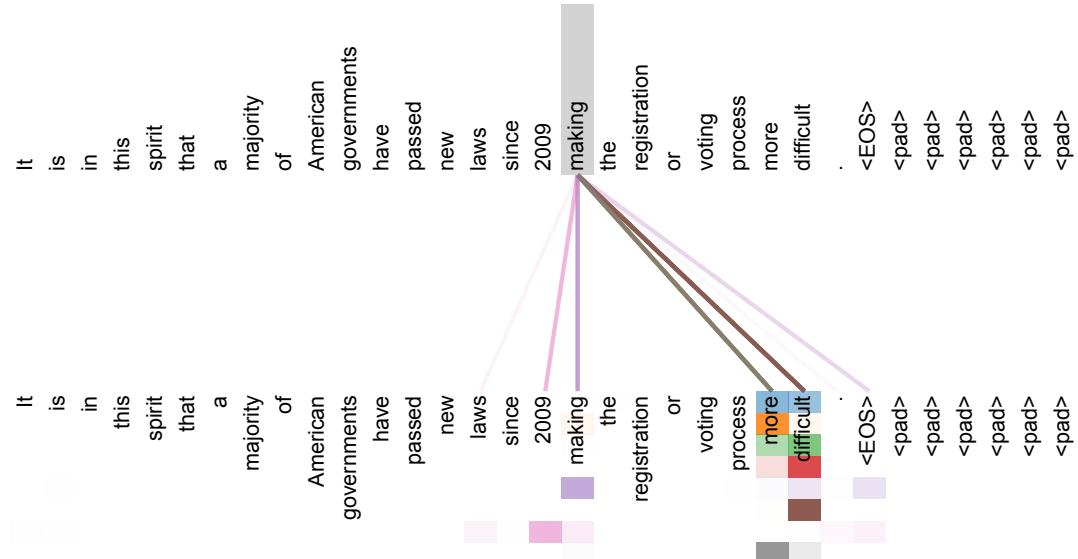 It is in this spirit that a majority of American governments have passed new laws since 2009 making the registration or voting process more difficult . <EOS> <pad> <pad> <pad> <pad> <pad> <pad>
It is in this spirit that a majority of American governments have passed new laws since 2009 making the registration or voting process more difficult . <EOS> <pad> <pad> <pad> <pad> <pad> <pad>